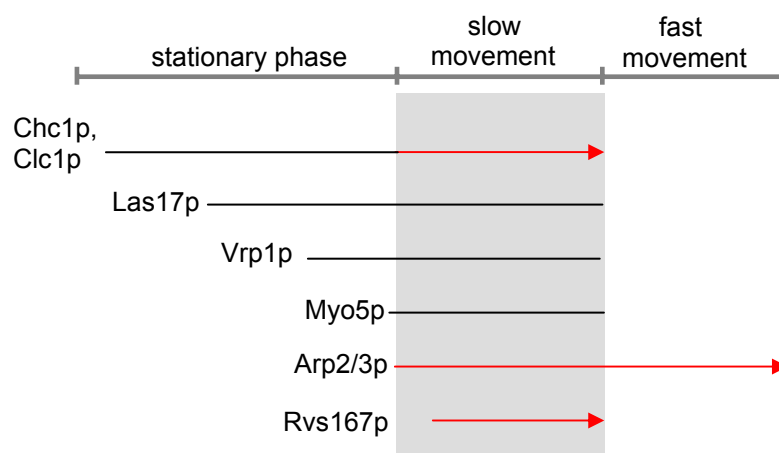 stationary phase
slow
movement
fast
movement
Chc1p,
Clc1p
Las17p
Vrp1p
Myo5p
Arp2/3p
Rvs167p